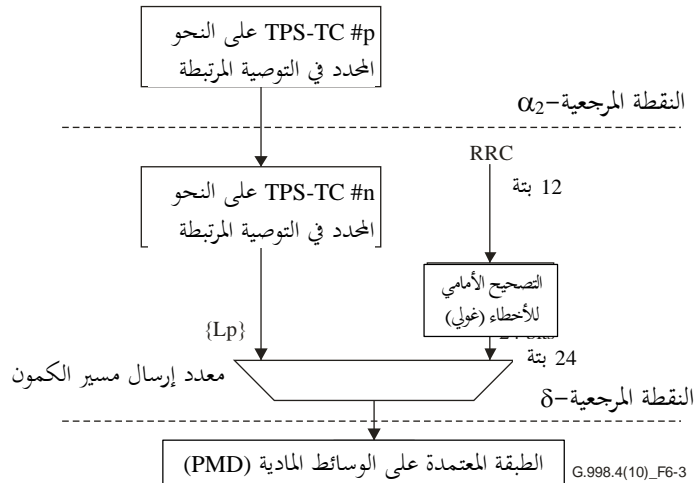 TPS-TC #p على النحو
المحدد في التوصية المرتبطة
النقطة المرجعية–α2
RRC
12 بتة
TPS-TC #n على النحو
المحدد في التوصية المرتبطة
التصحيح الأمامي
للأخطاء (غولي)
{Lp}
24 بتة
معدد إرسال مسير الكمون
النقطة المرجعية–δ
الطبقة المعتمدة على الوسائط المادية (PMD)
G.998.4(10)_F6-3